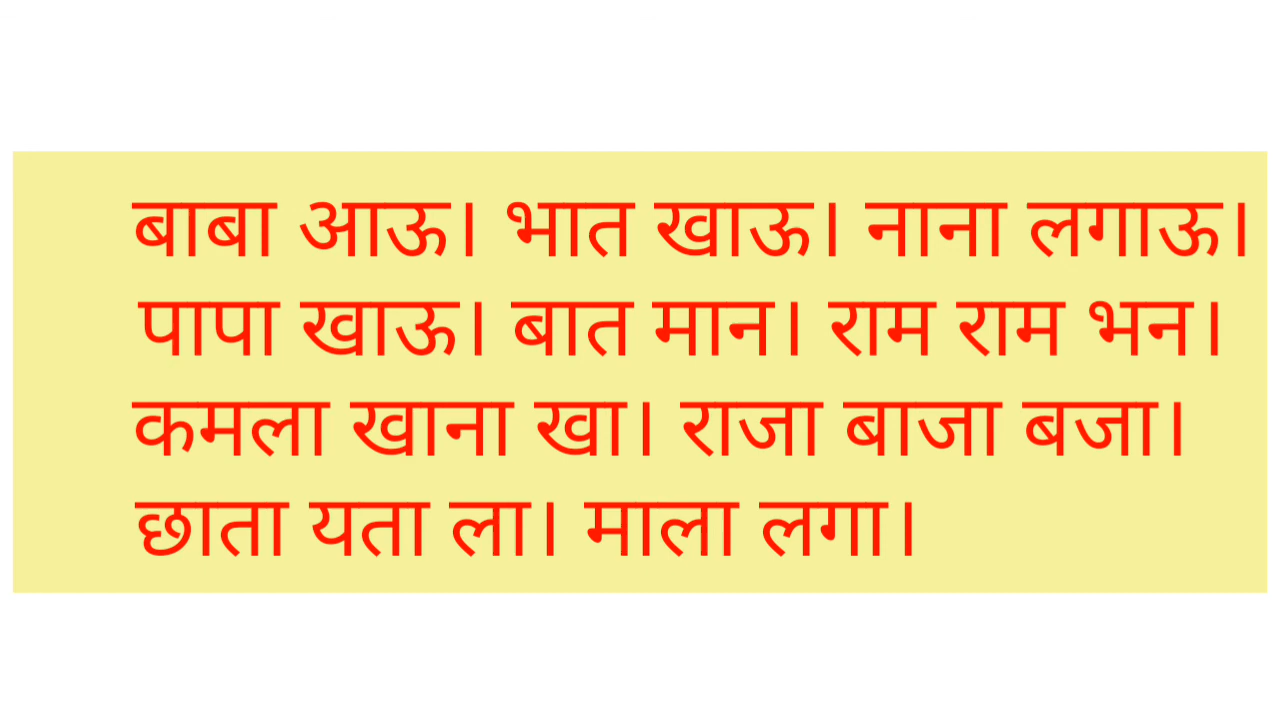 बाबा आऊ। भात खाऊ। नाना लगाऊ।
पापा खाऊ। बात मान। राम राम भन।
कमला खाना खा। राजा बाजा बजा।
छाता यता ला। माला लगा।